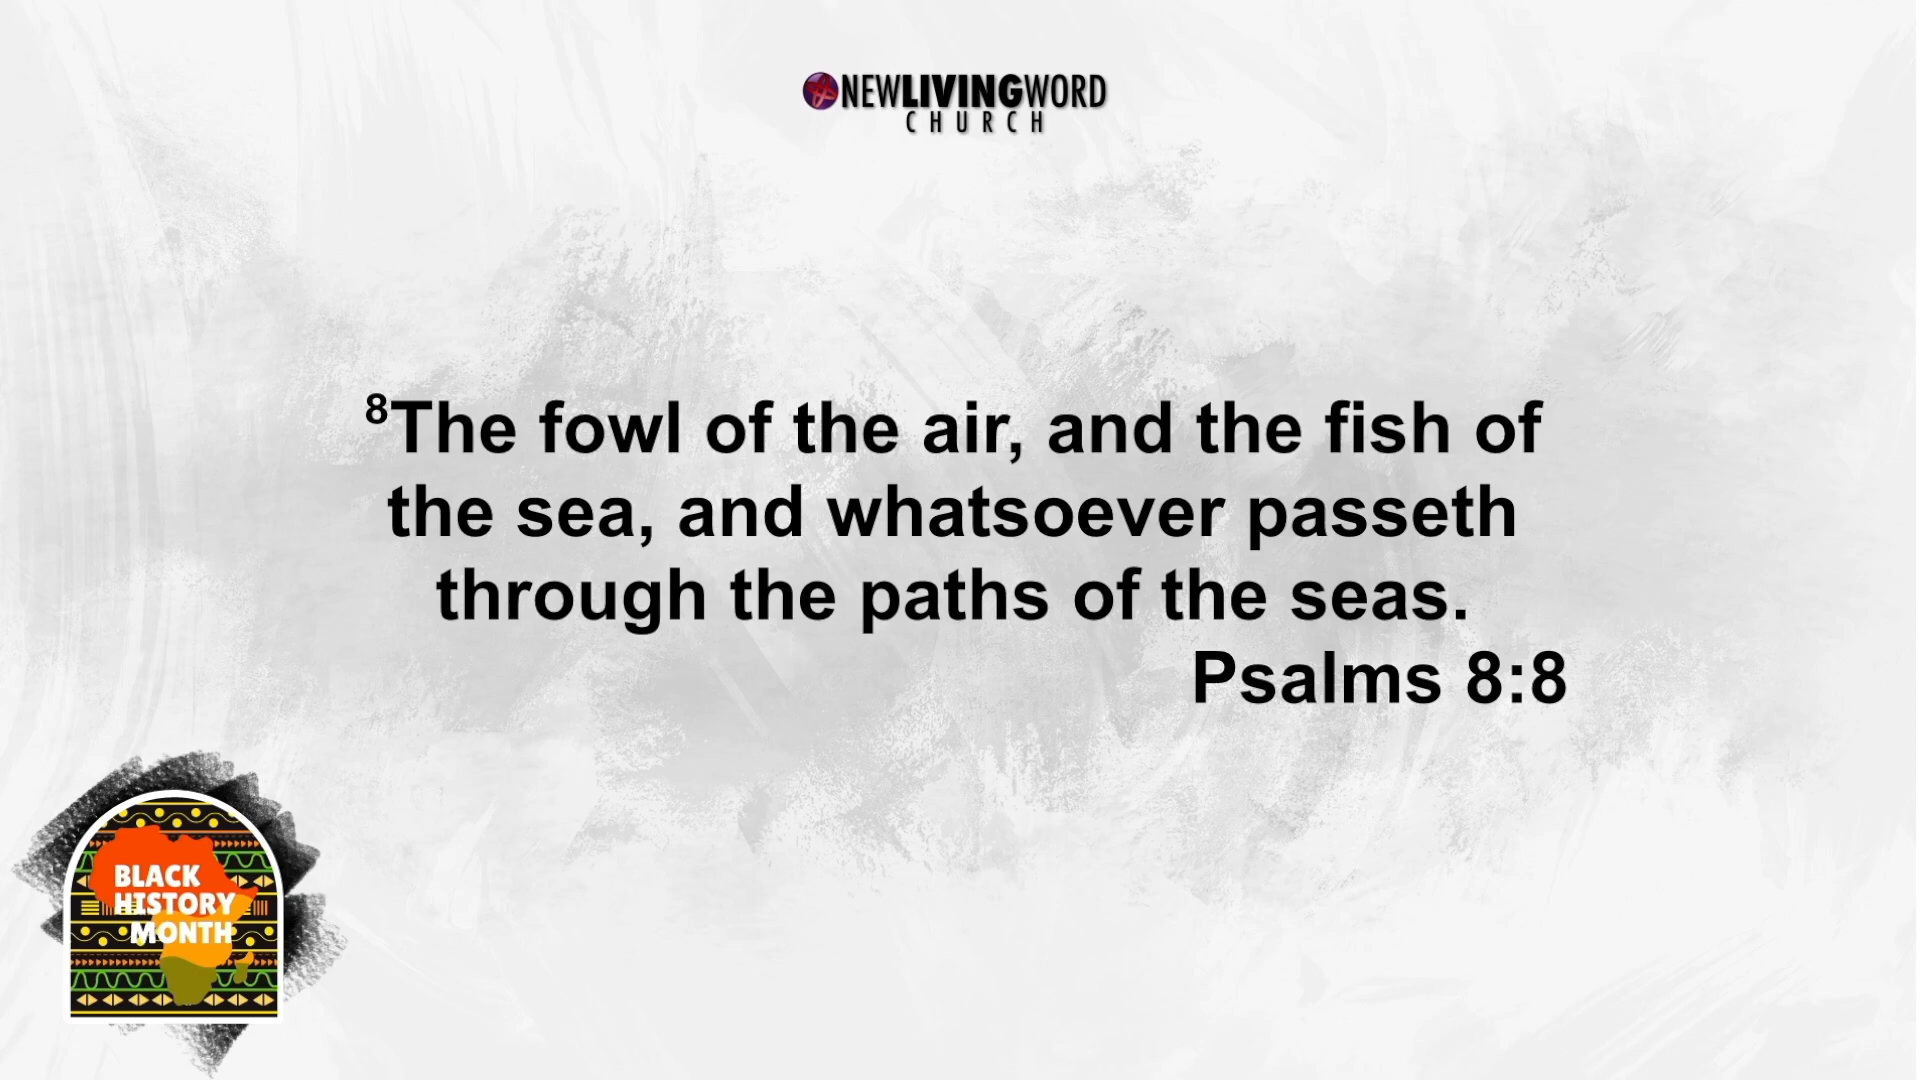 NEWLIVINGWORD
CHURCH
⁸The fowl of the air, and the fish of
the sea, and whatsoever passeth
through the paths of the seas.
Psalms 8:8
BLACK
HISTORY
MONTH